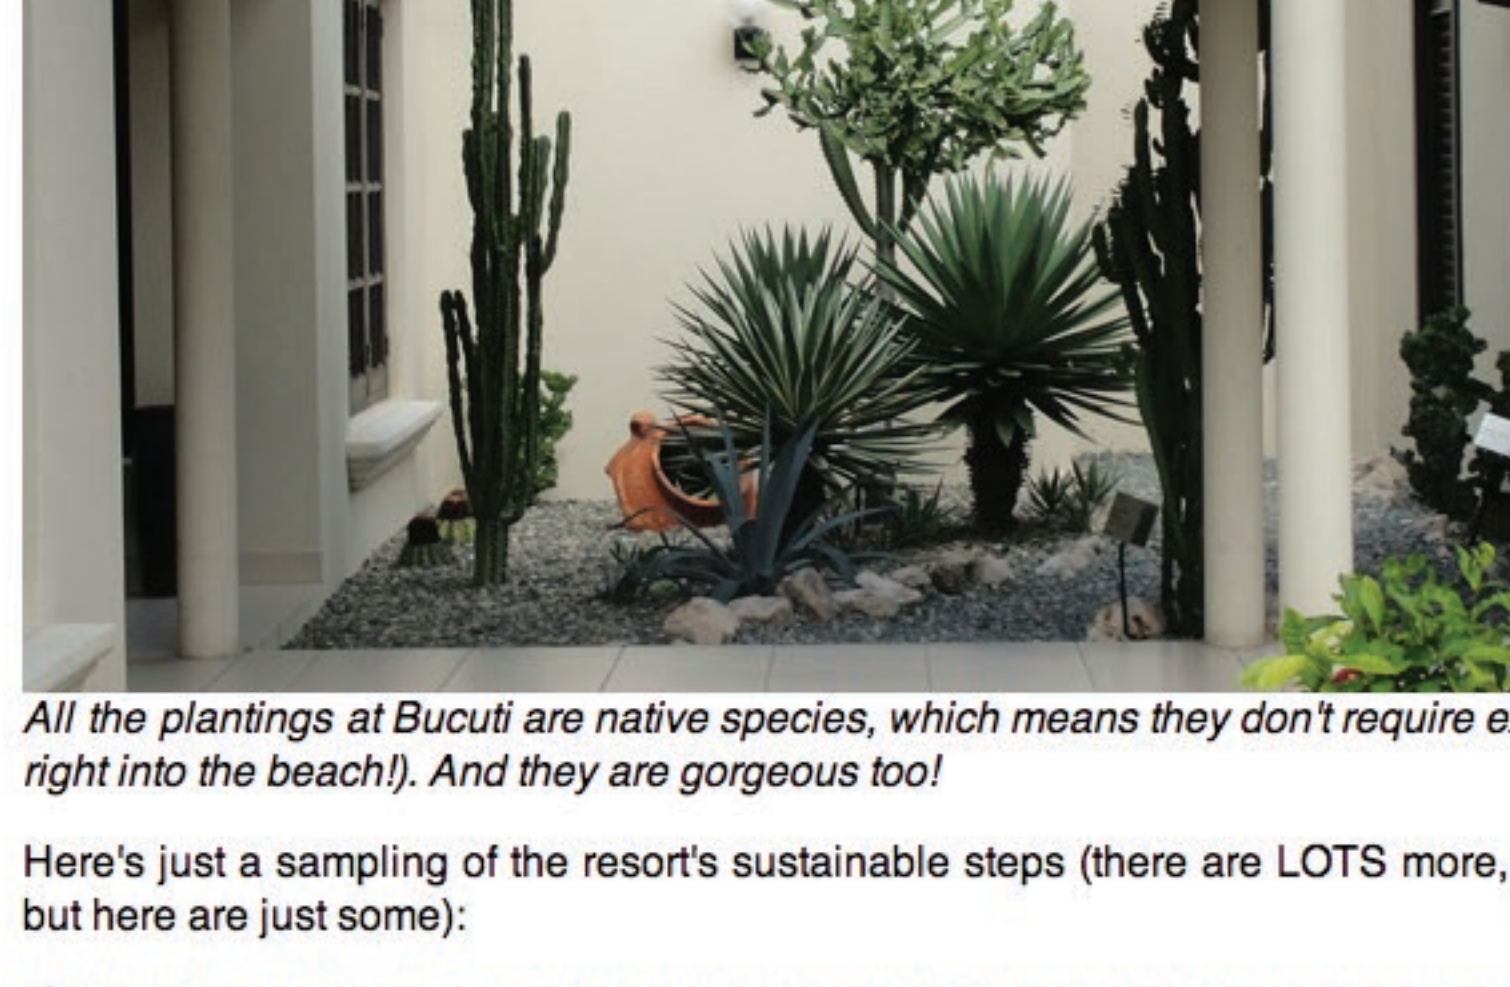 All the plantings at Bucuti are native species, which means they don't require
right into the beach!). And they are gorgeous too!
Here's just a sampling of the resort's sustainable steps (there are LOTS more,
but here are just some):